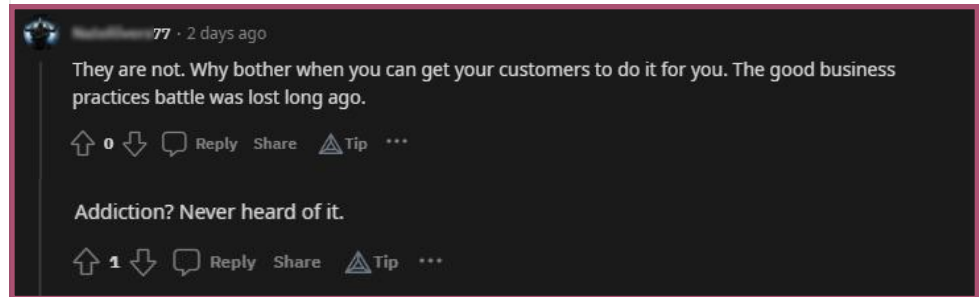 77 · 2 days ago
They are not. Why bother when you can get your customers to do it for you. The good business
practices battle was lost long ago.
0 Reply Share Tip ···
Addiction? Never heard of it.
1 Reply Share Tip ···